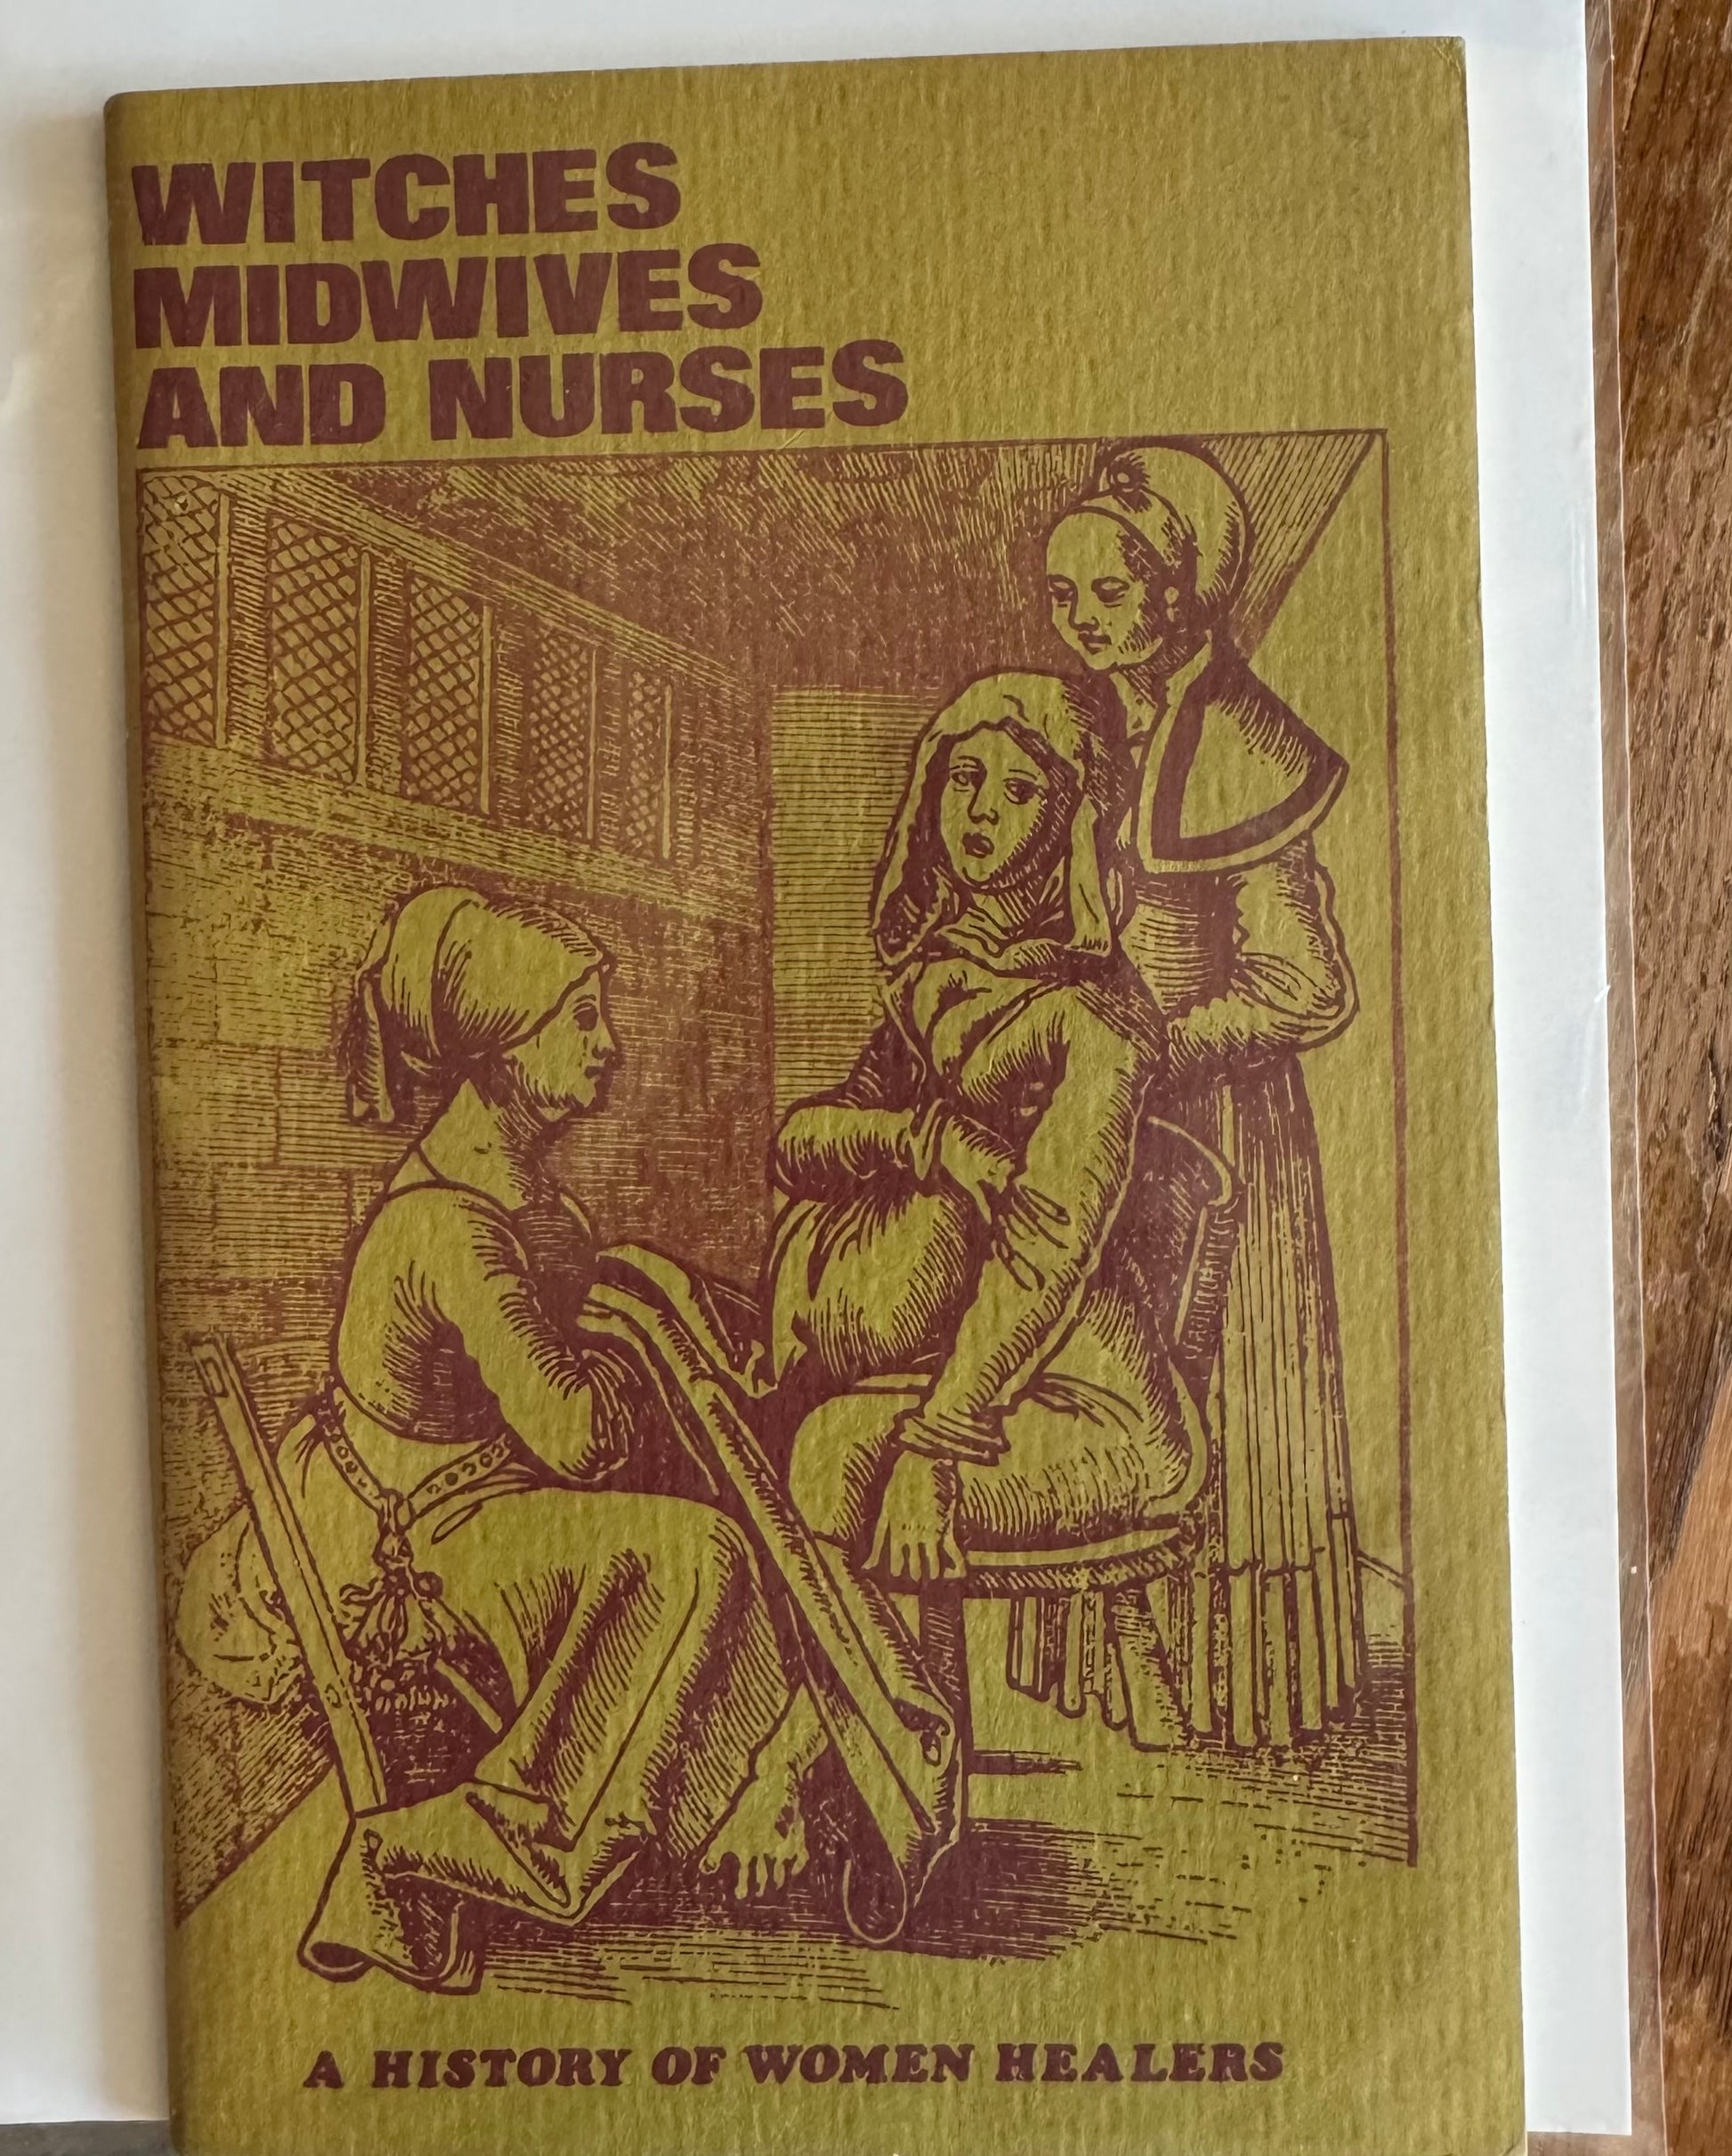 WITCHES
MIDWIVES
AND NURSES
A HISTORY OF WOMEN HEALERS